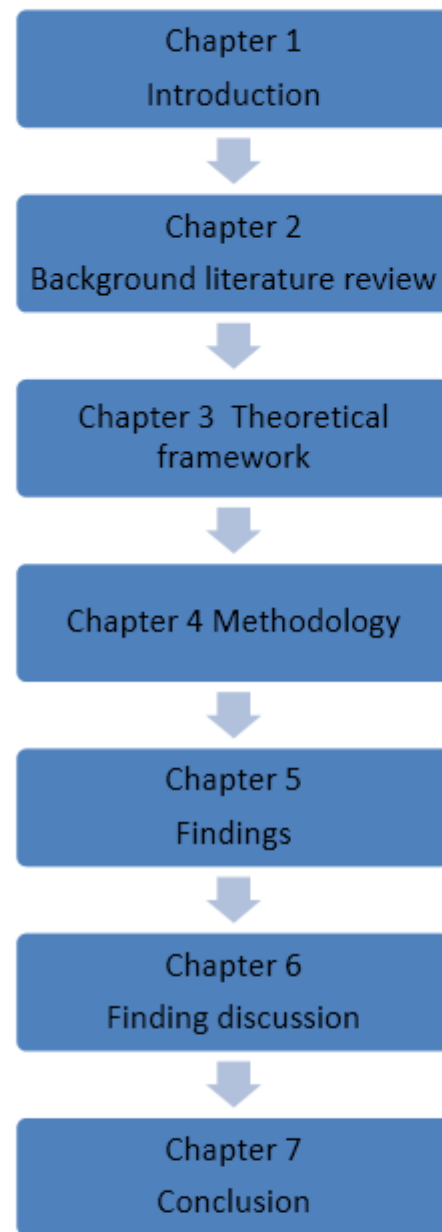 Chapter 1
Introduction
Chapter 2
Background literature review
Chapter 3  Theoretical
framework
Chapter 4 Methodology
Chapter 5
Findings
Chapter 6
Finding discussion
Chapter 7
Conclusion